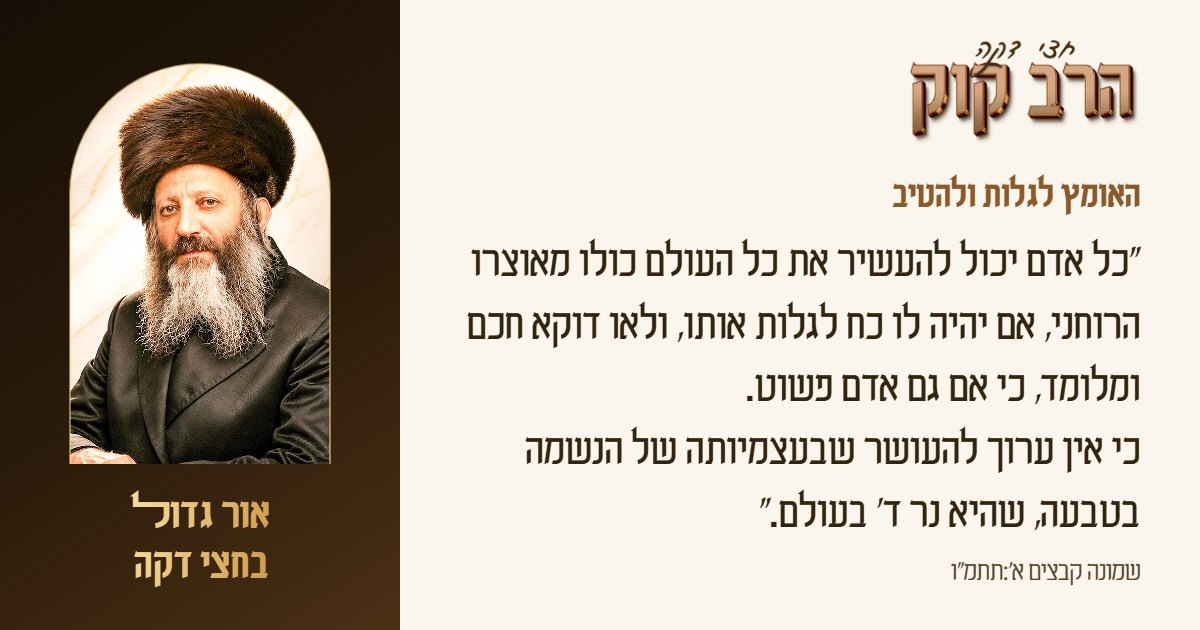 חצי דקה
הרב קוק
האומץ לגלות ולהטיב
"כל אדם יכול להעשיר את כל העולם כולו מאוצרו
הרוחני, אם יהיה לו כח לגלות אותו, ולאו דוקא חכם
ומלומד, כי אם גם אדם פשוט.
כי אין ערוך להעושר שבעצמיותה של הנשמה
בטבעה, שהיא נר ד' בעולם."
שמונה קבצים א':תתמ"ו
אור גדול
בחצי דקה